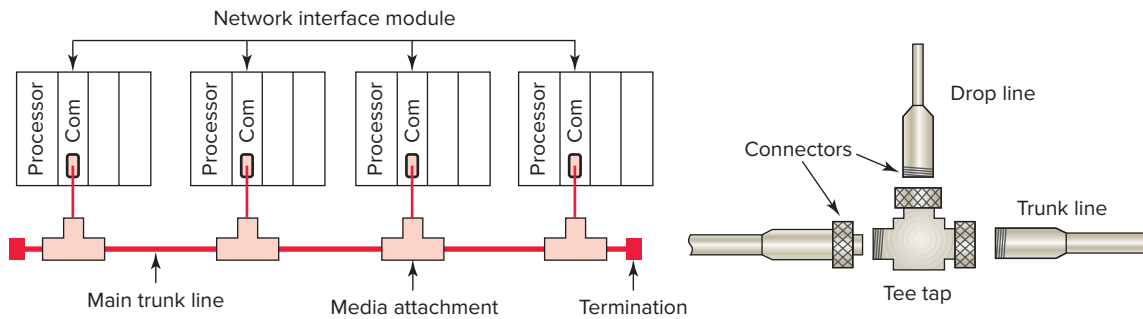 Network interface module
Processor
Com
Processor
Com
Processor
Com
Processor
Com
Main trunk line
Media attachment
Termination
Drop line
Connectors
Trunk line
Tee tap